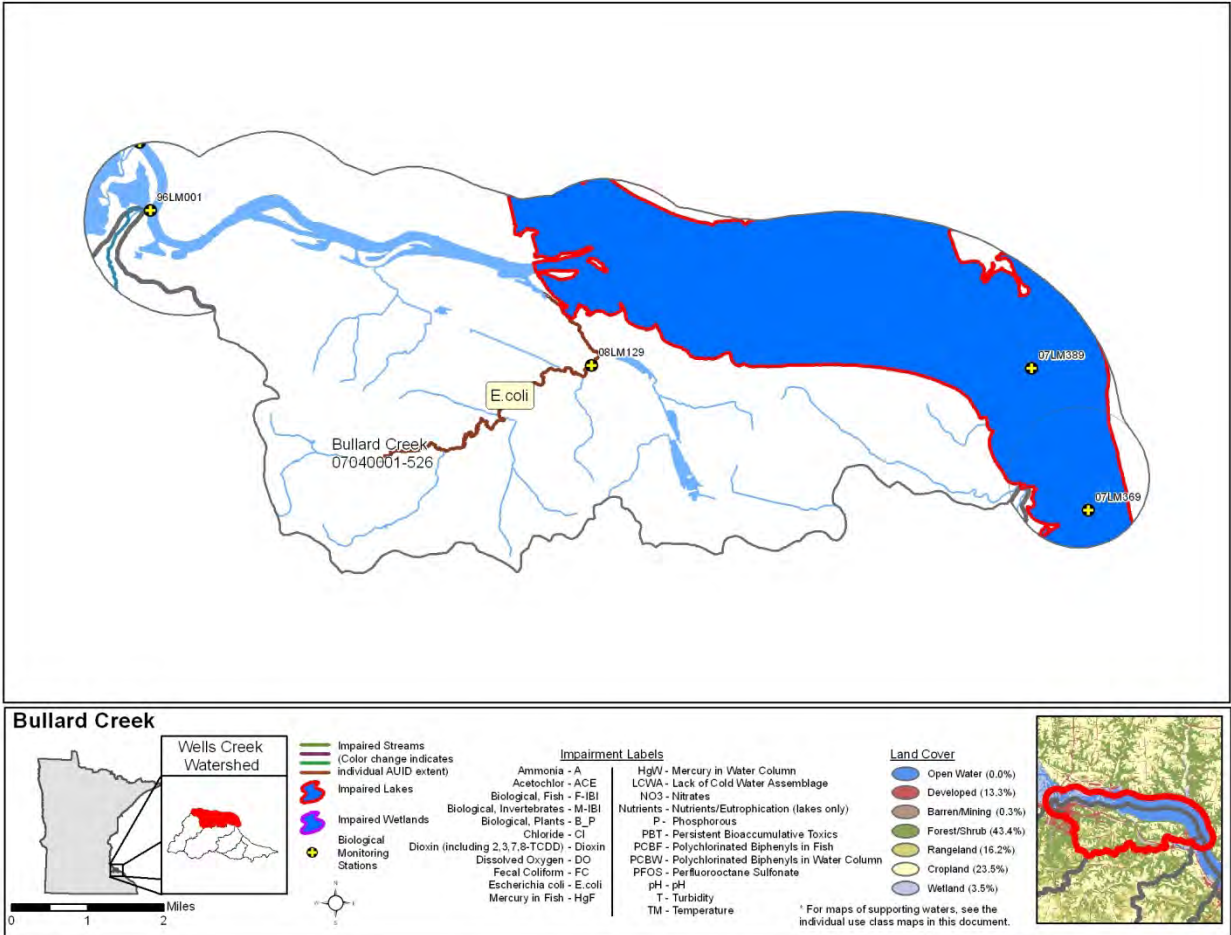 96LM001
08LM129
07LM389
E.coli
Bullard Creek
07040001-526
07LM369
Bullard Creek
Wells Creek
Watershed
0 1 2 Miles
Impaired Streams
(Color change indicates
individual AUID extent)
Impaired Lakes
Impaired Wetlands
Biological
Monitoring
Stations
N
W E
S
Impairment Labels
Ammonia - A
Acetochlor - ACE
Biological, Fish - F-IBI
Biological, Invertebrates - M-IBI
Biological, Plants - B_P
Chloride - Cl
Dioxin (including 2,3,7,8-TCDD) - Dioxin
Dissolved Oxygen - DO
Fecal Coliform - FC
Escherichia coli - E.coli
Mercury in Fish - HgF
HgW - Mercury in Water Column
LCWA - Lack of Cold Water Assemblage
NO3 - Nitrates
Nutrients - Nutrients/Eutrophication (lakes only)
P - Phosphorous
PBT - Persistent Bioaccumulative Toxics
PCBF - Polychlorinated Biphenyls in Fish
PCBW - Polychlorinated Biphenyls in Water Column
PFOS - Perfluorooctane Sulfonate
pH - pH
T - Turbidity
TM - Temperature
Land Cover
Open Water (0.0%)
Developed (13.3%)
Barren/Mining (0.3%)
Forest/Shrub (43.4%)
Rangeland (16.2%)
Cropland (23.5%)
Wetland (3.5%)
* For maps of supporting waters, see the
individual use class maps in this document.